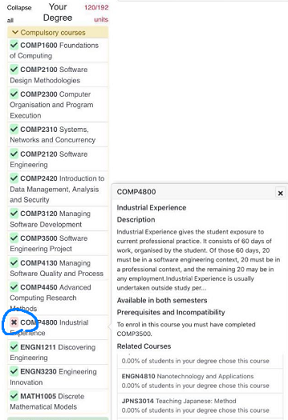 Collapse all
Your Degree
120/192 units
Compulsory courses
COMP1600 Foundations
of Computing
COMP2100 Software
Design Methodologies
COMP2300 Computer
Organisation and Program
Execution
COMP2310 Systems,
Networks and Concurrency
COMP2120 Software
Engineering
COMP2420 Introduction to
Data Management, Analysis
and Security
COMP3120 Managing
Software Development
COMP3500 Software
Engineering Project
COMP4130 Managing
Software Quality and Process
COMP4450 Advanced
Computing Research
Methods
COMP4800 Industrial
Experience
ENGN1211 Discovering
Engineering
ENGN3230 Engineering
Innovation
MATH1005 Discrete
Mathematical Models
COMP4800
Industrial Experience
Description
Industrial Experience gives the student exposure to
current professional practice. It consists of 60 days of
work, organised by the student. Of those 60 days, 20
must be in a software engineering context, 20 must be in
a professional context, and the remaining 20 may be in
any employment.Industrial Experience is usually
undertaken outside study per...
Available in both semesters
Prerequisites and Incompatibility
To enrol in this course you must have completed
COMP3500.
Related Courses
0.00% of students in your degree chose this course
ENGN4810 Nanotechnology and Applications
0.00% of students in your degree chose this course
JPNS3014 Teaching Japanese: Method
0.00% of students in your degree chose this course